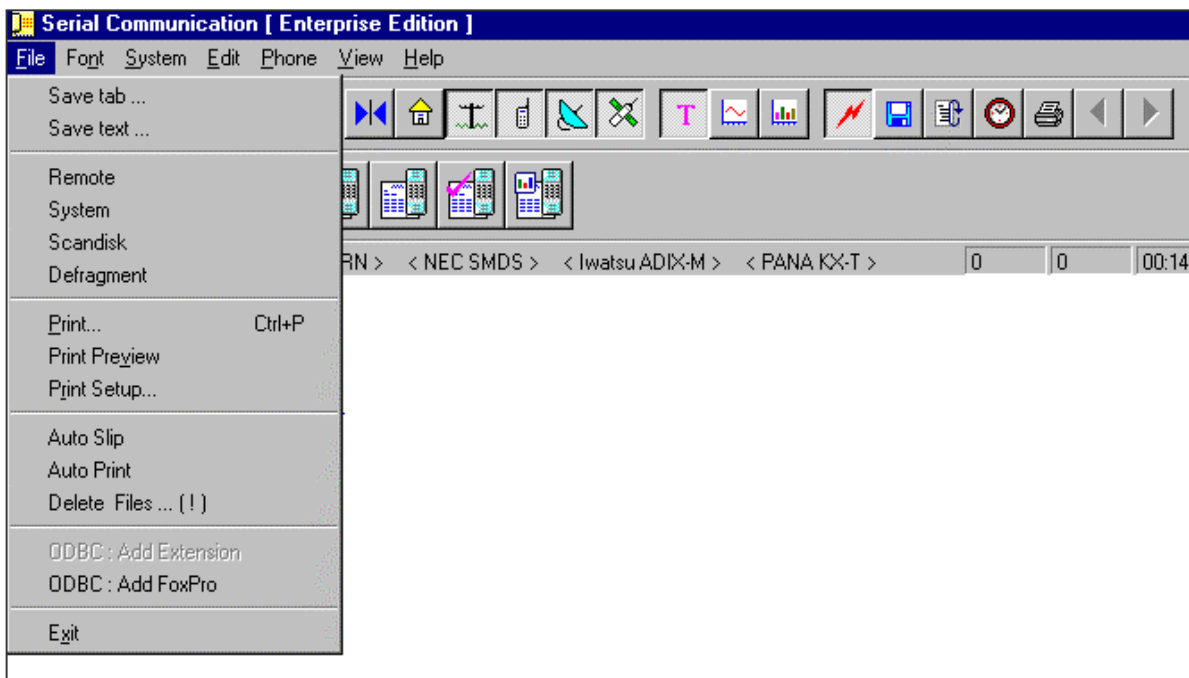 Serial Communication [ Enterprise Edition ]
File Font System Edit Phone View Help
Save tab ...
Save text ...
T
Remote
System
Scandisk
Defragment
RN > < NEC SMDS > < Iwatsu ADIX-M > < PANA KX-T > 0 0 00:14
Print... Ctrl+P
Print Preview
Print Setup...
Auto Slip
Auto Print
Delete Files ... ( ! )
ODBC : Add Extension
ODBC : Add FoxPro
Exit